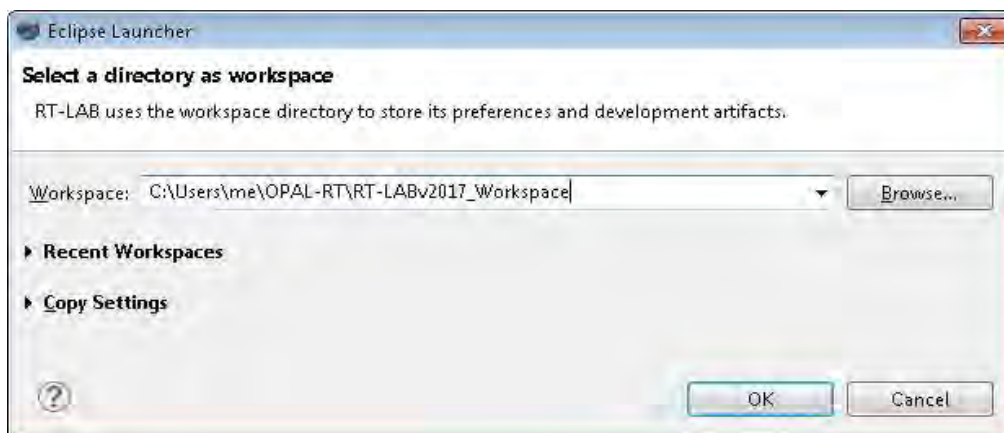 Eclipse Launcher
Select a directory as workspace
RT-LAB uses the workspace directory to store its preferences and development artifacts.
Workspace: C:\Users\me\OPAL-RT\RT-LABv2017_Workspace Browse...
Recent Workspaces
Copy Settings
? OK Cancel